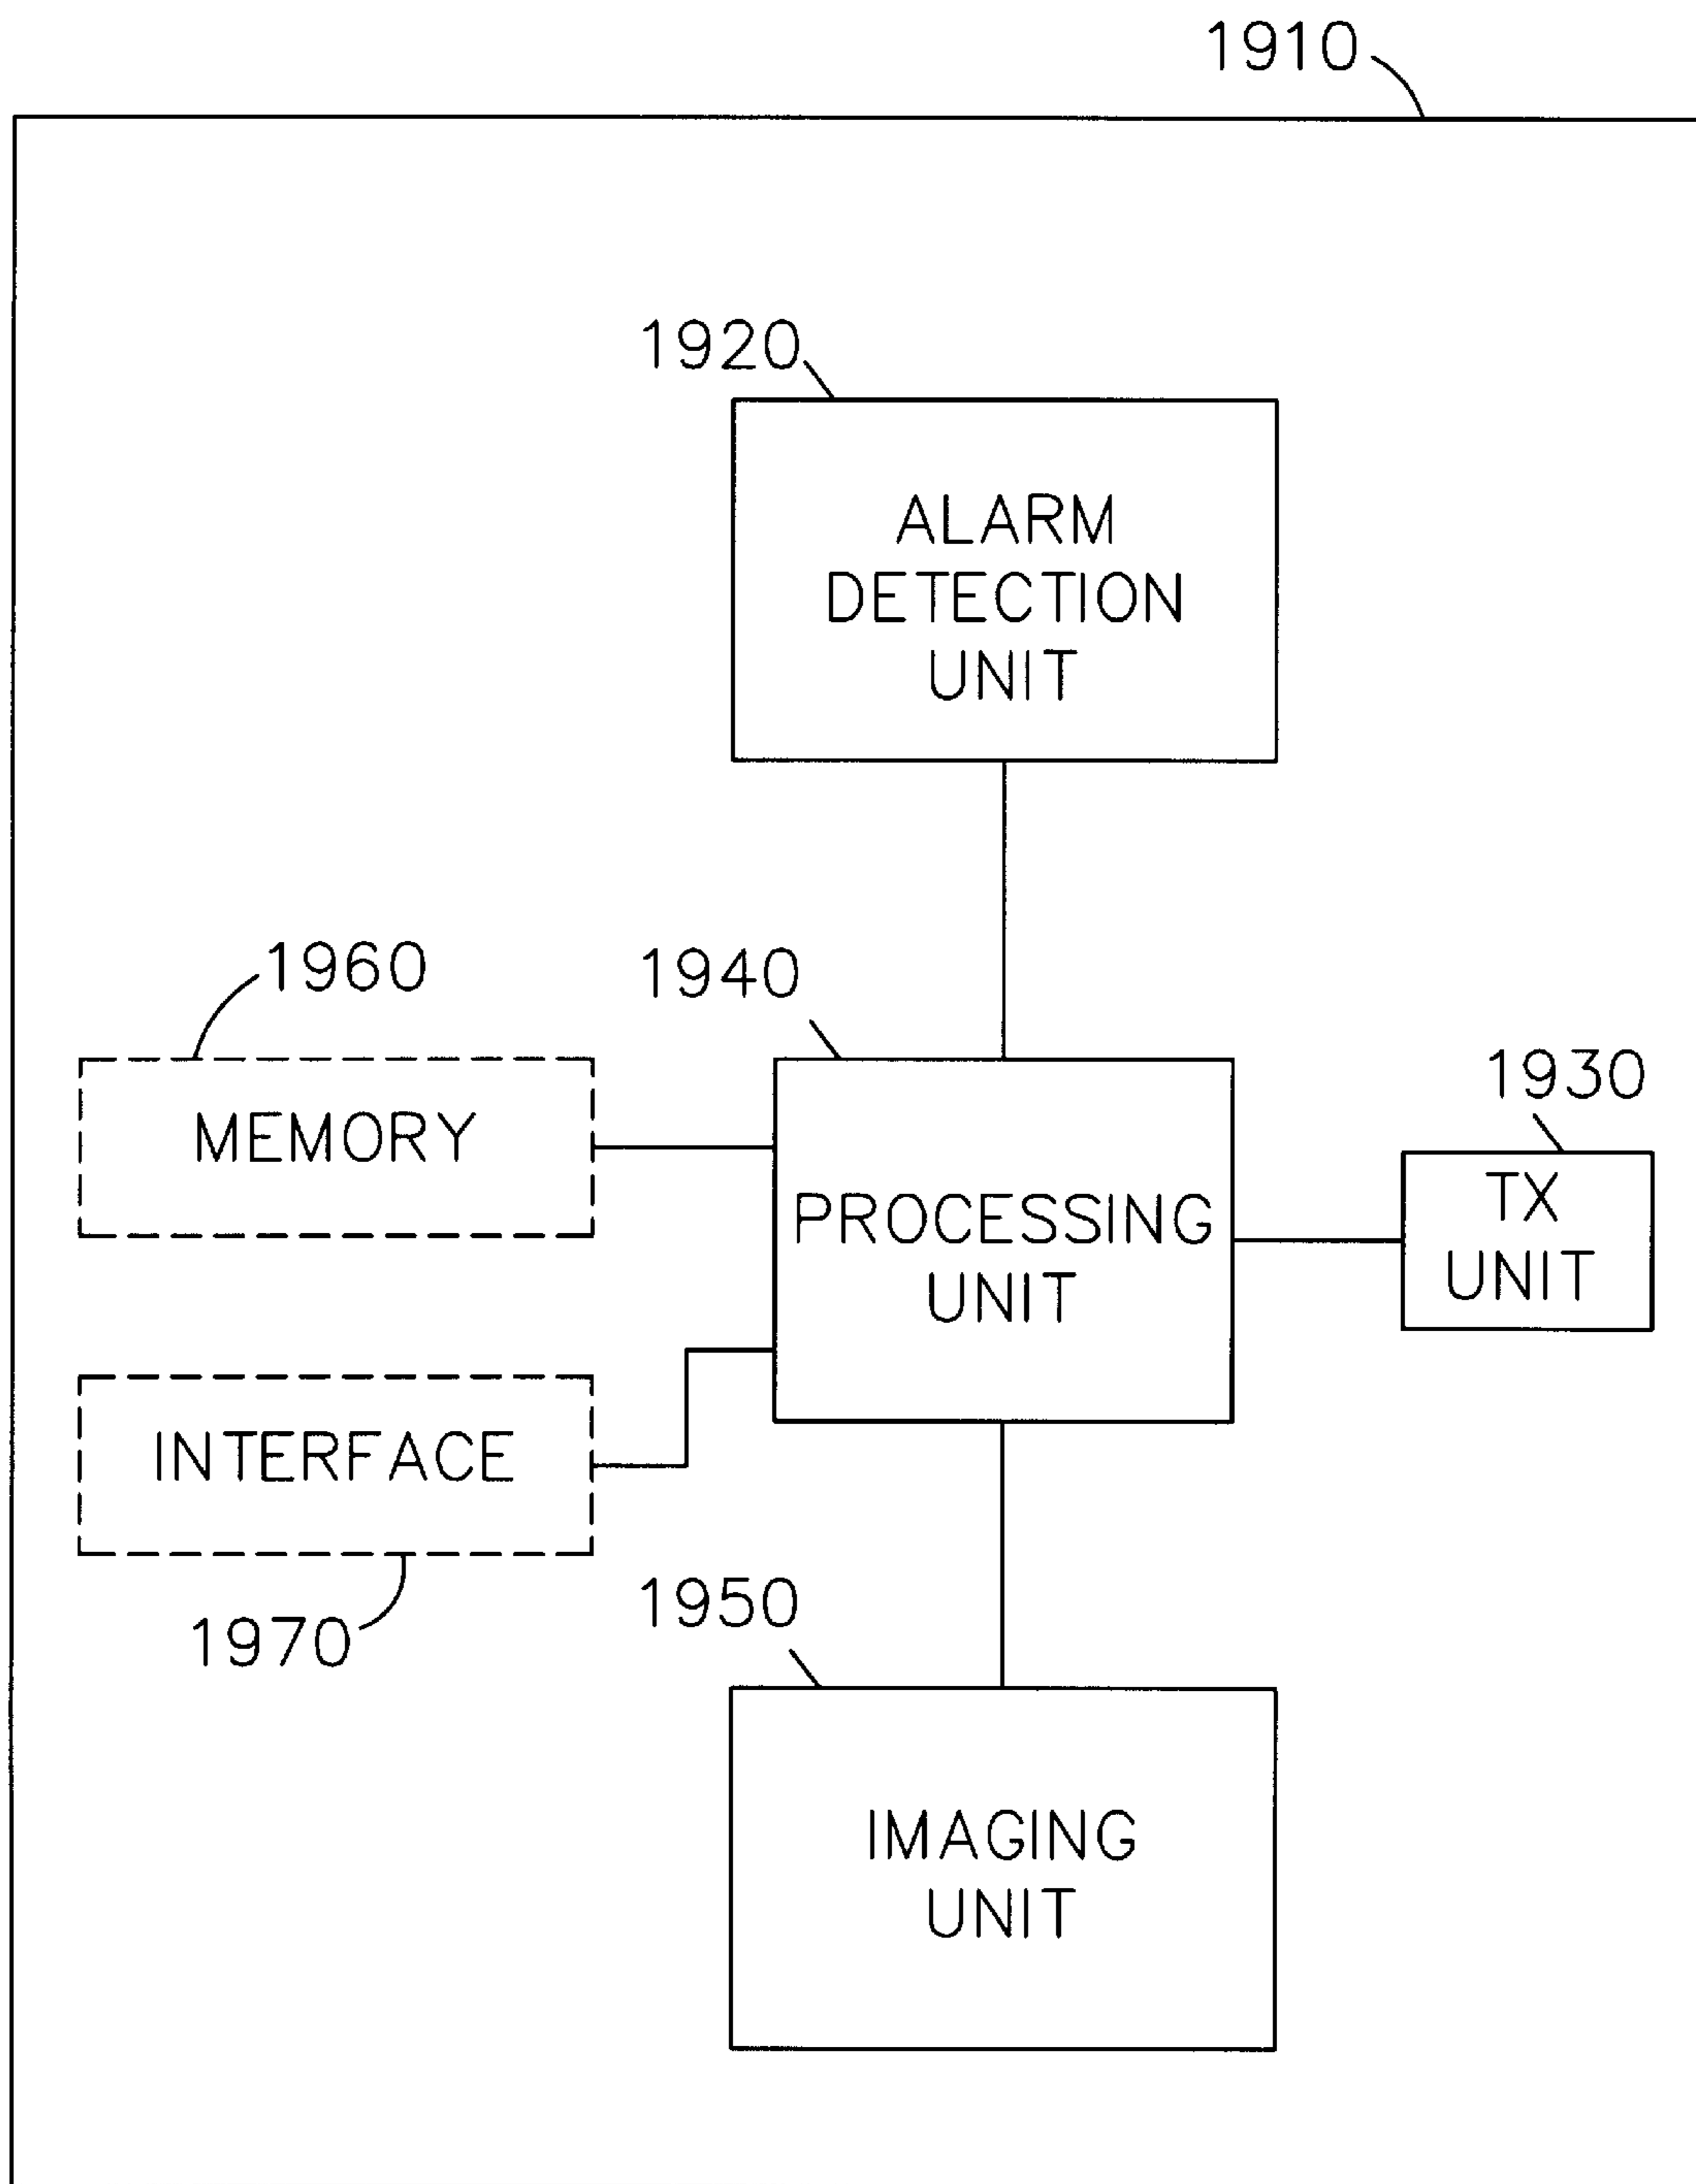 1910
1920
ALARM
DETECTION
UNIT
1960
1940
1930
MEMORY
TX
UNIT
PROCESSING
UNIT
INTERFACE
1970
1950
IMAGING
UNIT